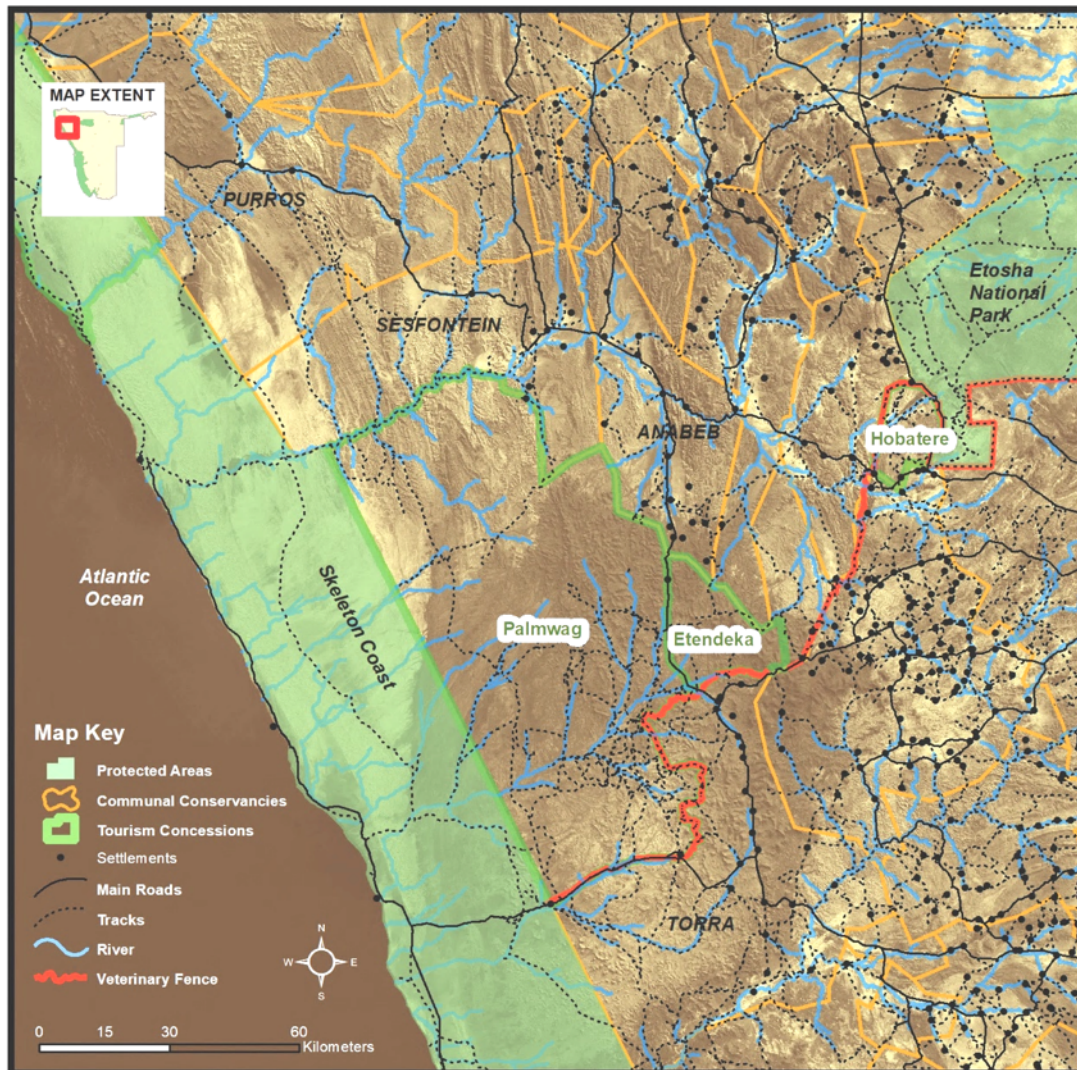 MAP EXTENT
PURROS
SESFONTEIN
Etosha
National
Park
ANABEB
Hobatere
Atlantic
Ocean
Skeleton Coast
Palmwag
Etendeka
Map Key
Protected Areas
Communal Conservancies
Tourism Concessions
Settlements
Main Roads
Tracks
River
Veterinary Fence
TORRA
N
W E
S
0 15 30 60
Kilometers